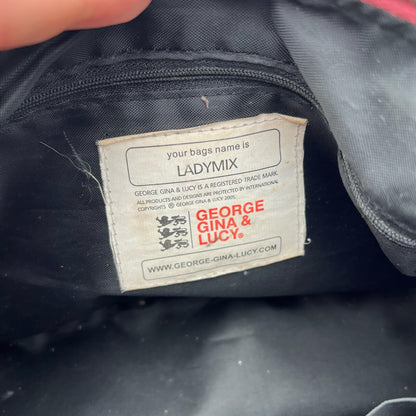 your bags name is
LADYMIX
GEORGE GINA & LUCY IS A REGISTERED TRADE MARK.
ALL PRODUCTS AND DESIGNS ARE PROTECTED BY INTERNATIONAL
COPYRIGHTS © GEORGE GINA & LUCY 2005.
GEORGE
GINA &
LUCY®
WWW.GEORGE-GINA-LUCY.COM